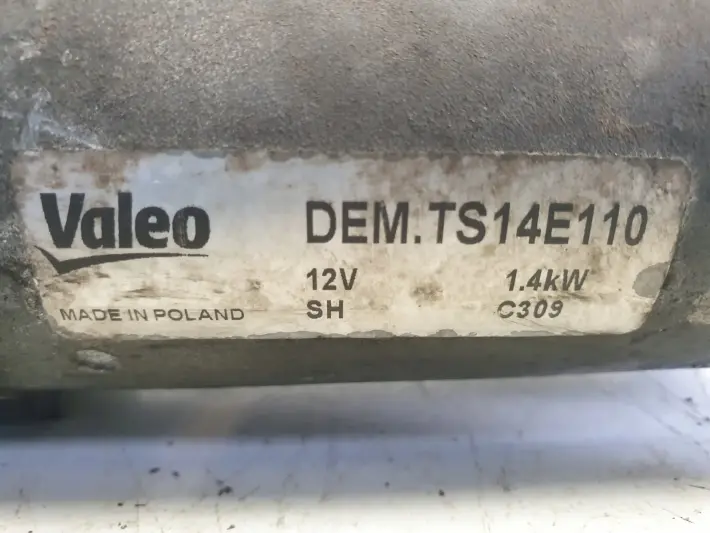 Valeo DEM.TS14E110
12V 1.4kW
MADE IN POLAND SH C309